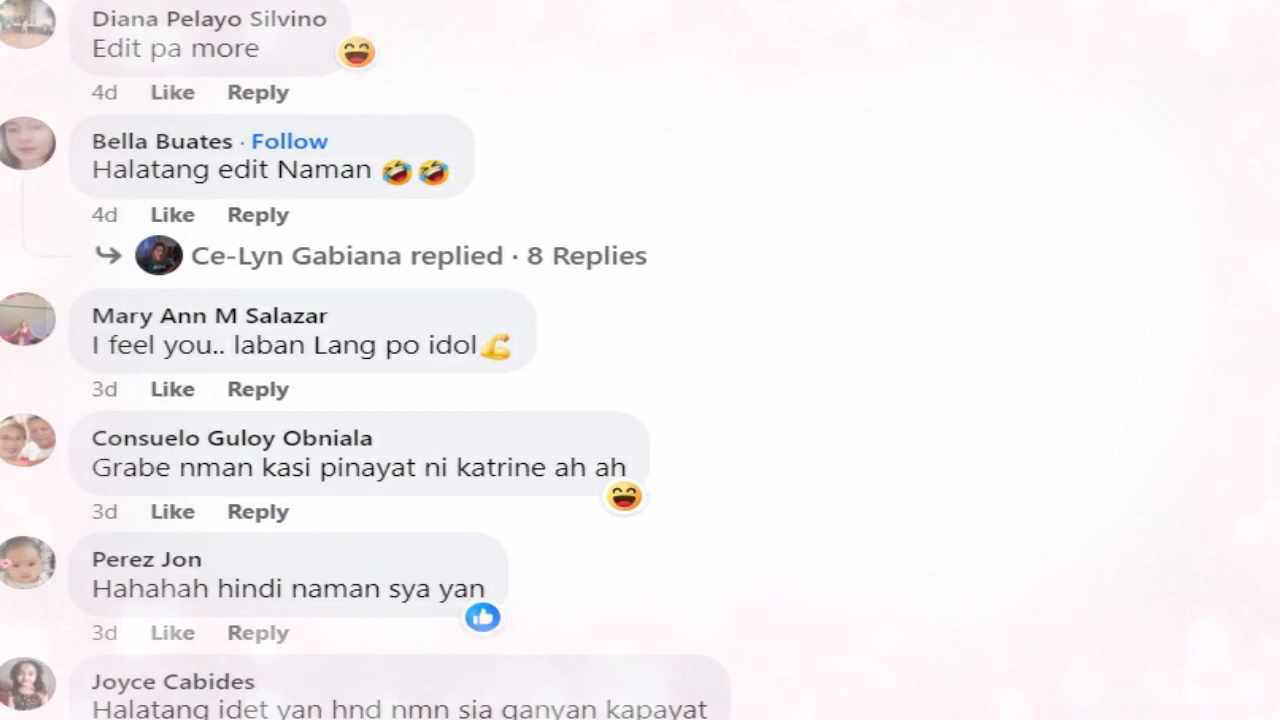 Diana Pelayo Silvino
Edit pa more
4d Like Reply
Bella Buates · Follow
Halatang edit Naman 🤣🤣
4d Like Reply
Ce-Lyn Gabiana replied · 8 Replies
Mary Ann M Salazar
I feel you.. laban Lang po idol💪
3d Like Reply
Consuelo Guloy Obniala
Grabe nman kasi pinayat ni katrine ah ah
3d Like Reply
Perez Jon
Hahahah hindi naman sya yan
3d Like Reply
Joyce Cabides
Halatang idet yan hnd nmn sia ganyan kapayat